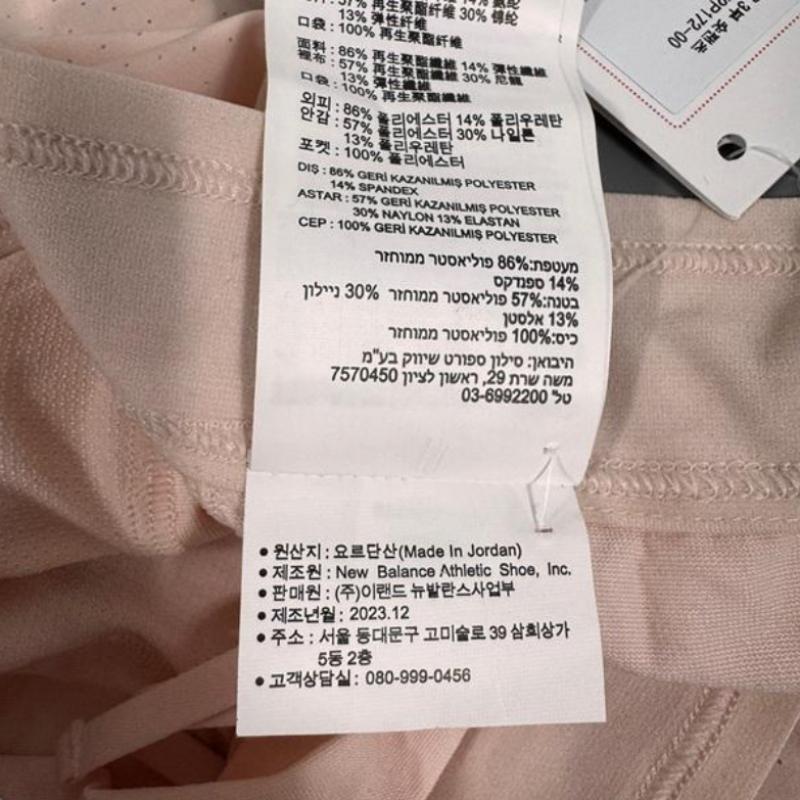 57% 再生聚酯纤维 30% 锦纶
13% 弹性纤维
口袋 : 100% 再生聚酯纤维
面料 : 86% 再生聚酯纖維 14% 彈性纖維
裡布 : 57% 再生聚酯纖維 30% 尼龍
13% 彈性纖維
口袋 : 100% 再生聚酯纖維
외피 : 86% 폴리에스터 14% 폴리우레탄
안감 : 57% 폴리에스터 30% 나일론
13% 폴리우레탄
포켓 : 100% 폴리에스터
DIŞ : 86% GERİ KAZANILMIŞ POLYESTER
14% SPANDEX
ASTAR : 57% GERİ KAZANILMIŞ POLYESTER
30% NAYLON 13% ELASTAN
CEP : 100% GERİ KAZANILMIŞ POLYESTER
מעטפת:86% פוליאסטר ממוחזר
14% ספנדקס
בטנה:57% פוליאסטר ממוחזר 30% ניילון
13% אלסטן
כיס:100% פוליאסטר ממוחזר
היבואן: סילון ספורט שיווק בע"מ
משה שרת 29, ראשון לציון 7570450
טל' 03-6992200
• 원산지 : 요르단산(Made In Jordan)
• 제조원 : New Balance Athletic Shoe, Inc.
• 판매원 : (주)이랜드 뉴발란스사업부
• 제조년월 : 2023.12
• 주소 : 서울 동대문구 고미술로 39 삼희상가
5동 2층
• 고객상담실 : 080-999-0456